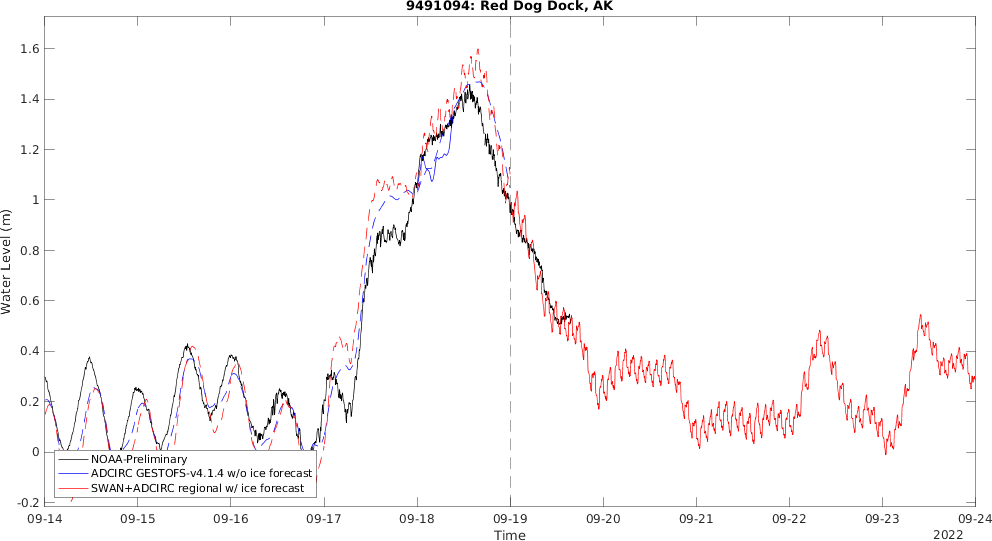 9491094: Red Dog Dock, AK
Water Level (m)
1.6
1.4
1.2
1
0.8
0.6
0.4
0.2
0
-0.2
NOAA-Preliminary
ADCIRC GESTOFS-v4.1.4 w/o ice forecast
SWAN+ADCIRC regional w/ ice forecast
09-14 09-15 09-16 09-17 09-18 09-19 09-20 09-21 09-22 09-23 09-24
Time
2022